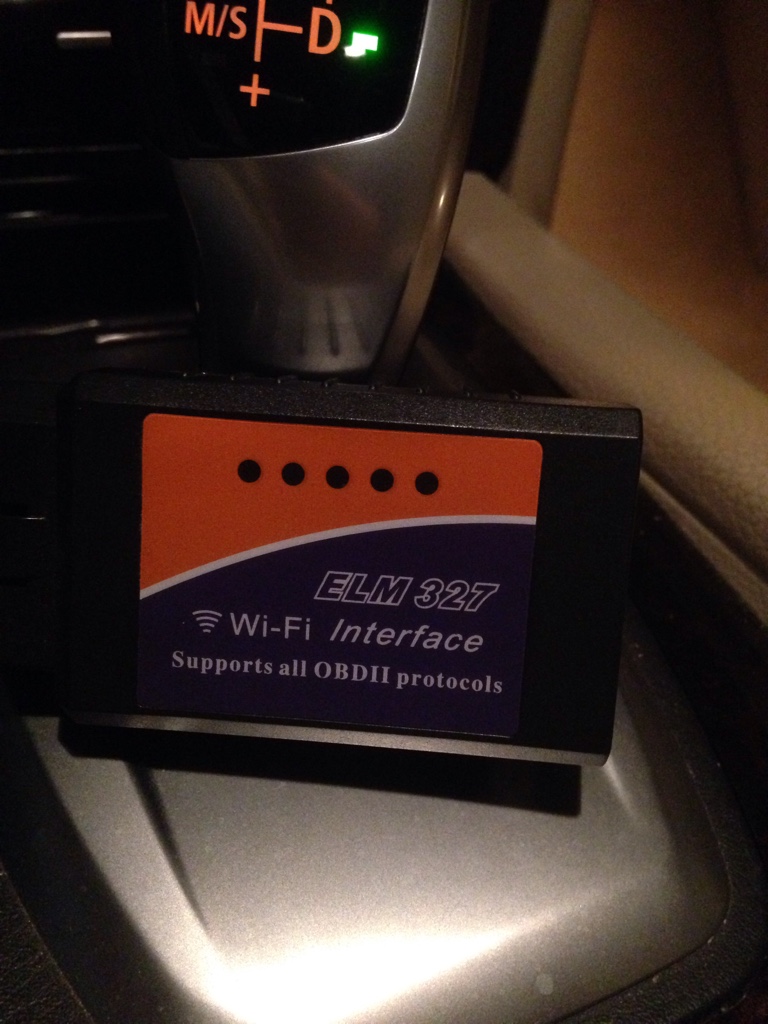 M/S D
+
ELM 327
Wi-Fi Interface
Supports all OBDII protocols